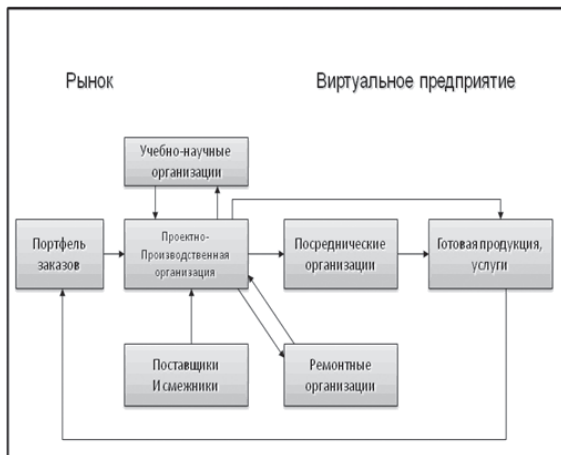 Рынок
Виртуальное предприятие
Учебно-научные
организации
Портфель
заказов
Проектно-
Производственная
организация
Посреднические
организации
Готовая продукция,
услуги
Поставщики
И смежники
Ремонтные
организации